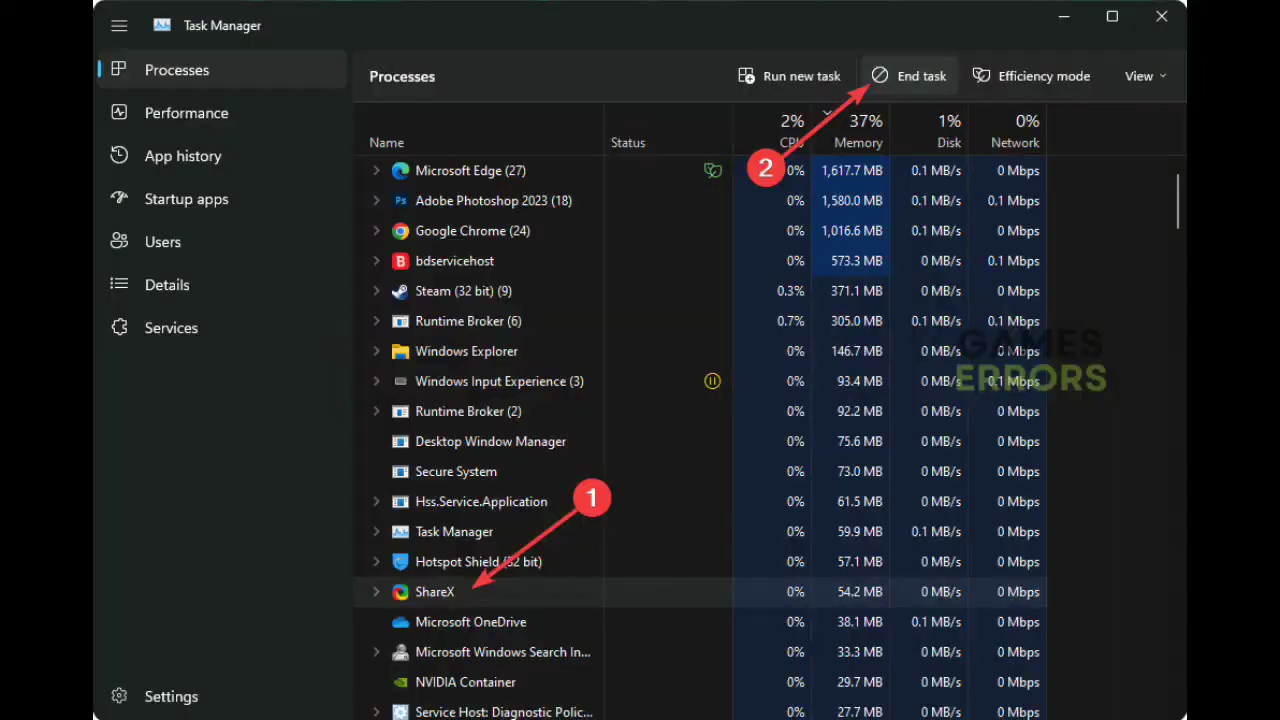 Task Manager
Processes
Performance
App history
Startup apps
Users
Details
Services
Settings
Processes
Run new task
End task
Efficiency mode
View
2% 37% 1% 0%
Name Status CPU Memory Disk Network
Microsoft Edge (27) 0% 1,617.7 MB 0.1 MB/s 0 Mbps
Ps Adobe Photoshop 2023 (18) 0% 1,580.0 MB 0.1 MB/s 0.1 Mbps
Google Chrome (24) 0% 1,016.6 MB 0.1 MB/s 0 Mbps
B bdservicehost 0% 573.3 MB 0 MB/s 0.1 Mbps
Steam (32 bit) (9) 0.3% 371.1 MB 0 MB/s 0 Mbps
Runtime Broker (6) 0.7% 305.0 MB 0.1 MB/s 0.1 Mbps
Windows Explorer 0% 146.7 MB 0 MB/s 0 Mbps
Windows Input Experience (3) 0% 93.4 MB 0 MB/s 0.1 Mbps
Runtime Broker (2) 0% 92.2 MB 0 MB/s 0 Mbps
Desktop Window Manager 0% 75.6 MB 0 MB/s 0 Mbps
Secure System 0% 73.0 MB 0 MB/s 0 Mbps
Hss.Service.Application 0% 61.5 MB 0 MB/s 0 Mbps
Task Manager 0% 59.9 MB 0.1 MB/s 0 Mbps
Hotspot Shield (32 bit) 0% 57.1 MB 0 MB/s 0 Mbps
ShareX 0% 54.2 MB 0 MB/s 0 Mbps
Microsoft OneDrive 0% 38.1 MB 0.1 MB/s 0 Mbps
Microsoft Windows Search In... 0% 33.3 MB 0 MB/s 0 Mbps
NVIDIA Container 0% 29.7 MB 0 MB/s 0 Mbps
Service Host: Diagnostic Polic... 0% 27.7 MB 0 MB/s 0 Mbps
2
1
GAMES
ERRORS